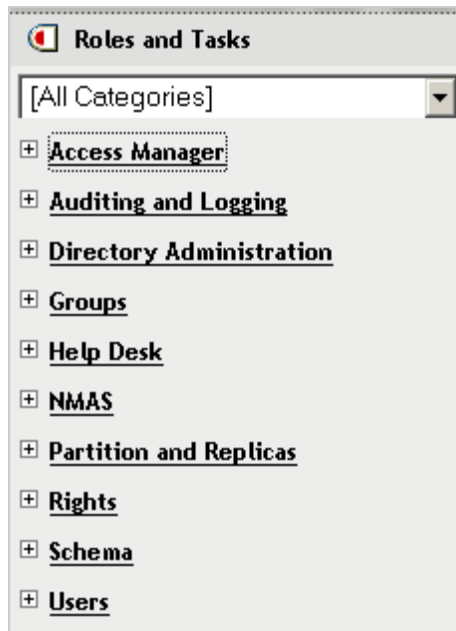 Roles and Tasks
[All Categories]
Access Manager
Auditing and Logging
Directory Administration
Groups
Help Desk
NMAS
Partition and Replicas
Rights
Schema
Users